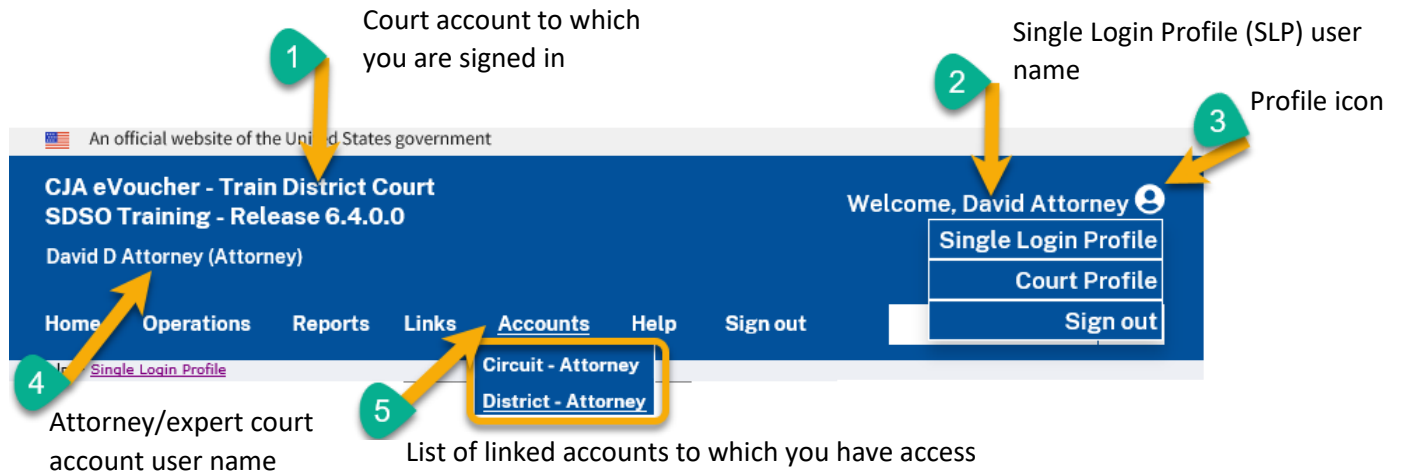 Court account to which
you are signed in
1
Single Login Profile (SLP) user
name
2
Profile icon
3
An official website of the United States government
CJA eVoucher - Train District Court
SDSO Training - Release 6.4.0.0
David D Attorney (Attorney)
Welcome, David Attorney
Single Login Profile
Court Profile
Sign out
Home Operations Reports Links Accounts Help Sign out
Single Login Profile
Circuit - Attorney
District - Attorney
4
Attorney/expert court
account user name
5
List of linked accounts to which you have access